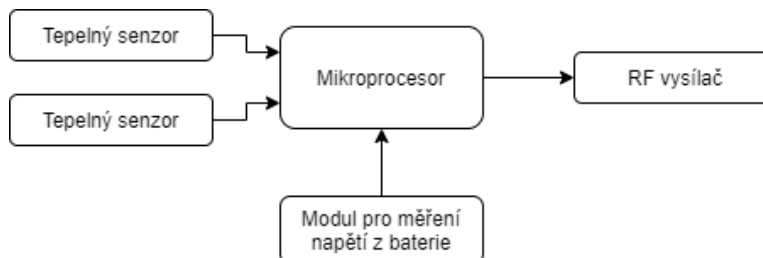 Tepelný senzor
Mikroprocesor
RF vysílač
Tepelný senzor
Modul pro měření
napětí z baterie